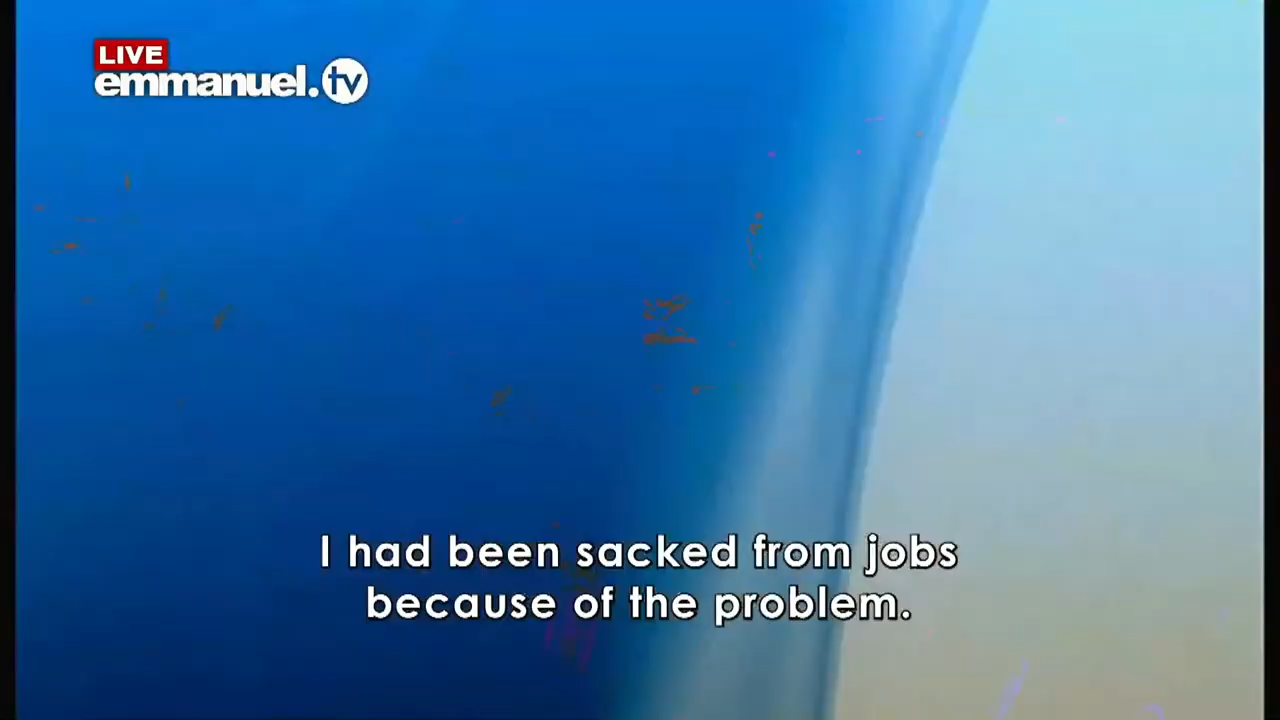 LIVE
emmanuel.tv
I had been sacked from jobs
because of the problem.